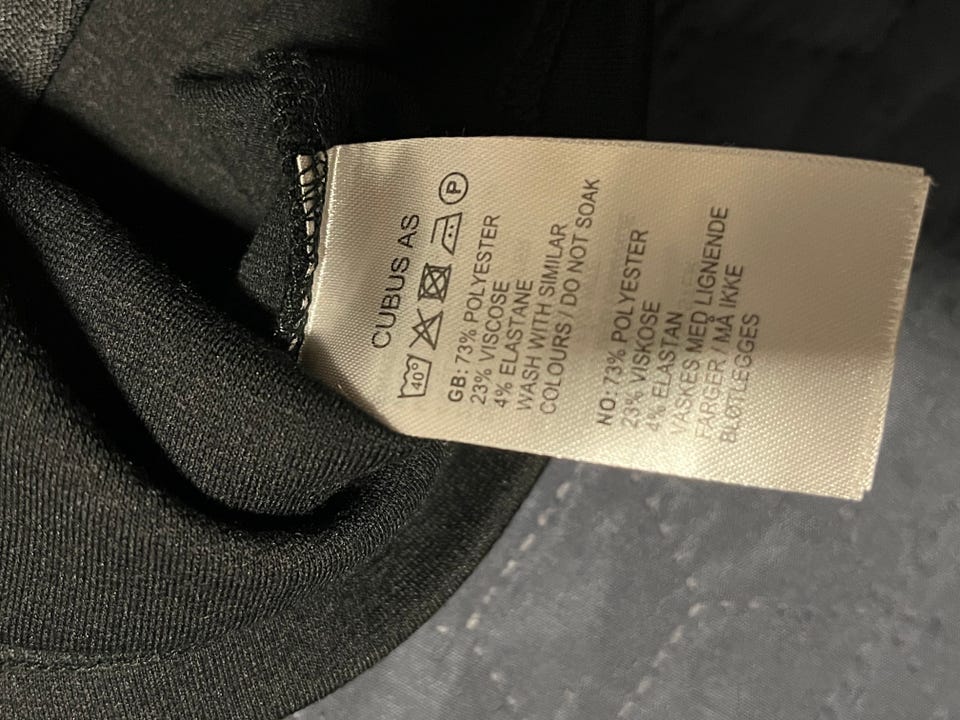 CUBUS AS
40° P
GB: 73% POLYESTER
23% VISCOSE
4% ELASTANE
WASH WITH SIMILAR
COLOURS / DO NOT SOAK
NO: 73% POLYESTER
23% VISKOSE
4% ELASTAN
VASKES MED LIGNENDE
FARGER / MÅ IKKE
BLØTLEGGES